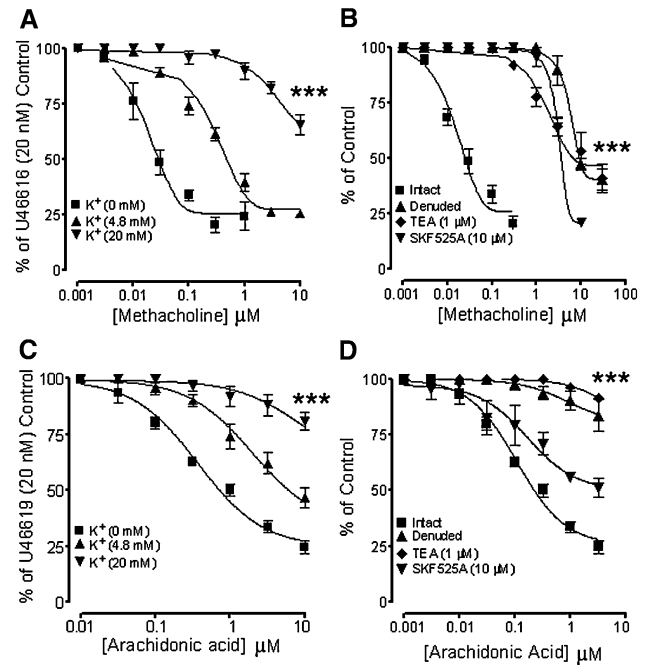 A
100
75
50
25
0
% of U46616 (20 nM) Control
***
K+ (0 mM)
K+ (4.8 mM)
K+ (20 mM)
0.001 0.01 0.1 1 10
[Methacholine] µM
B
100
75
50
25
0
% of Control
***
Intact
Denuded
TEA (1 µM)
SKF525A (10 µM)
0.001 0.01 0.1 1 10 100
[Methacholine] µM
C
100
75
50
25
0
% of U46619 (20 nM) Control
***
K+ (0 mM)
K+ (4.8 mM)
K+ (20 mM)
0.01 0.1 1 10
[Arachidonic acid] µM
D
100
75
50
25
0
% of Control
***
Intact
Denuded
TEA (1 µM)
SKF525A (10 µM)
0.001 0.01 0.1 1 10
[Arachidonic Acid] µM